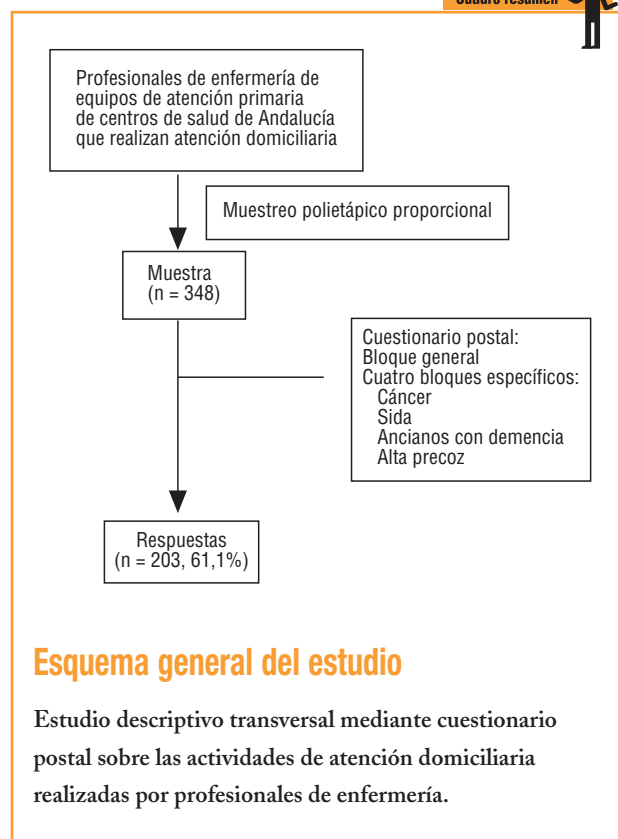 Cuadro resumen
Profesionales de enfermería de
equipos de atención primaria
de centros de salud de Andalucía
que realizan atención domiciliaria
Muestreo polietápico proporcional
Muestra
(n = 348)
Cuestionario postal:
Bloque general
Cuatro bloques específicos:
Cáncer
Sida
Ancianos con demencia
Alta precoz
Respuestas
(n = 203, 61,1%)
Esquema general del estudio
Estudio descriptivo transversal mediante cuestionario
postal sobre las actividades de atención domiciliaria
realizadas por profesionales de enfermería.